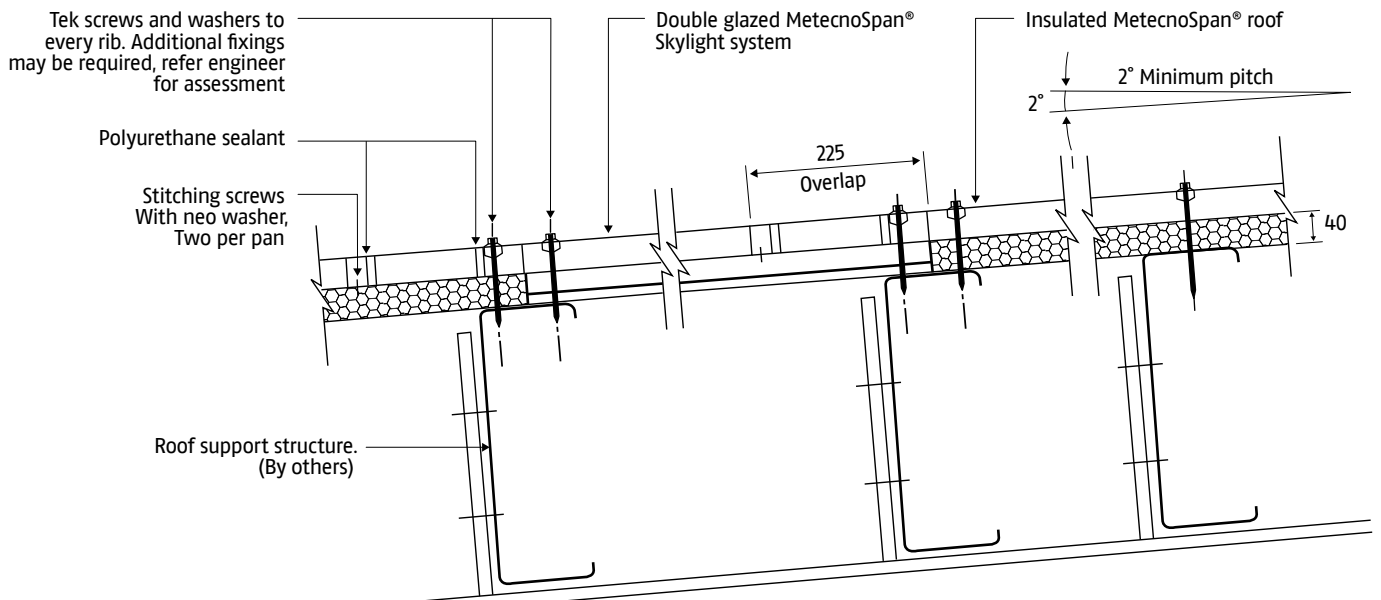 Tek screws and washers to
every rib. Additional fixings
may be required, refer engineer
for assessment
Double glazed MetecnoSpan®
Skylight system
Insulated MetecnoSpan® roof
2° Minimum pitch
2°
Polyurethane sealant
225
Overlap
Stitching screws
With neo washer,
Two per pan
40
Roof support structure.
(By others)